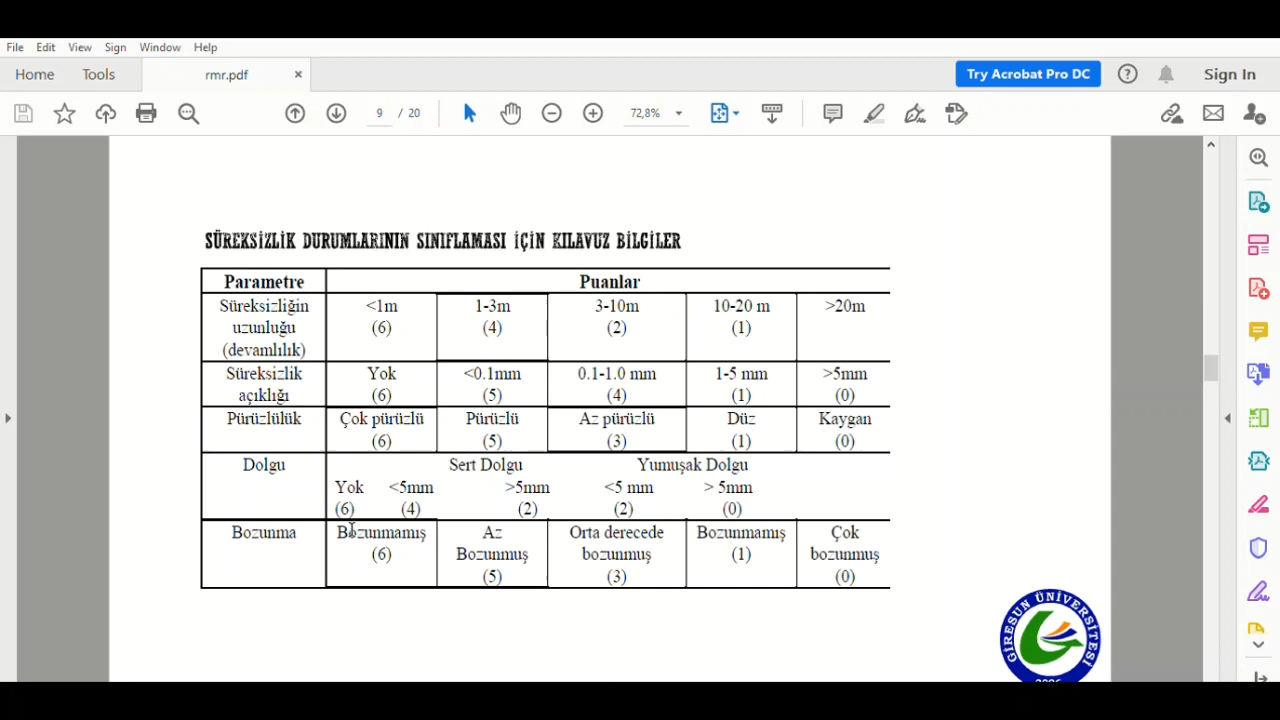 File Edit View Sign Window Help
Home Tools rmr.pdf × Try Acrobat Pro DC Sign In
9 / 20 72,8%
SÜREKSİZLİK DURUMLARININ SINIFLAMASI İÇİN KILAVUZ BİLGİLER
Parametre Puanlar
Süreksizliğin <1m 1-3m 3-10m 10-20 m >20m
uzunluğu (6) (4) (2) (1)
(devamlılık)
Süreksizlik Yok <0.1mm 0.1-1.0 mm 1-5 mm >5mm
açıklığı (6) (5) (4) (1) (0)
Pürüzlülük Çok pürüzlü Pürüzlü Az pürüzlü Düz Kaygan
(6) (5) (3) (1) (0)
Dolgu Sert Dolgu Yumuşak Dolgu
Yok <5mm >5mm <5 mm > 5mm
(6) (4) (2) (2) (0)
Bozunma Bozunmamış Az Orta derecede Bozunmamış Çok
(6) Bozunmuş bozunmuş (1) bozunmuş
(5) (3) (0)
GİRESUN ÜNİVERSİTESİ